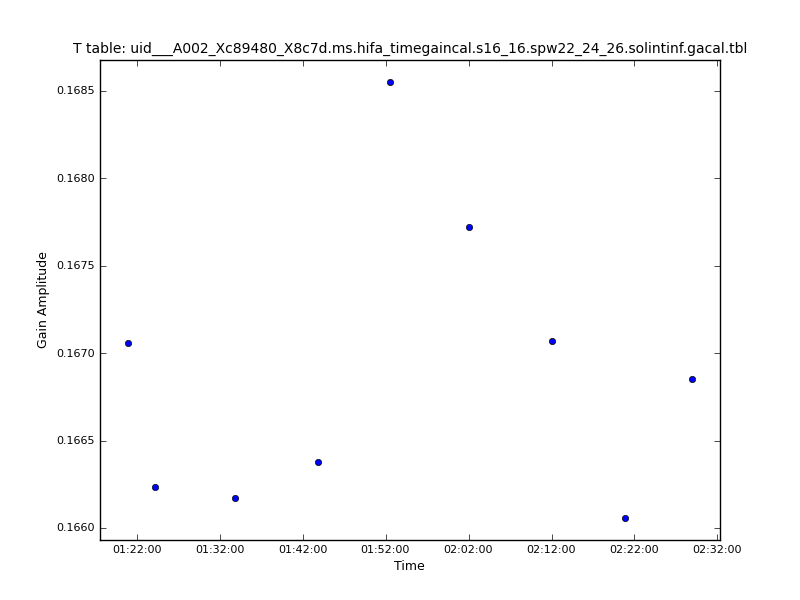 T table: uid___A002_Xc89480_X8c7d.ms.hifa_timegaincal.s16_16.spw22_24_26.solintinf.gacal.tbl
0.1685
0.1680
0.1675
0.1670
0.1665
0.1660
Gain Amplitude
01:22:00 01:32:00 01:42:00 01:52:00 02:02:00 02:12:00 02:22:00 02:32:00
Time